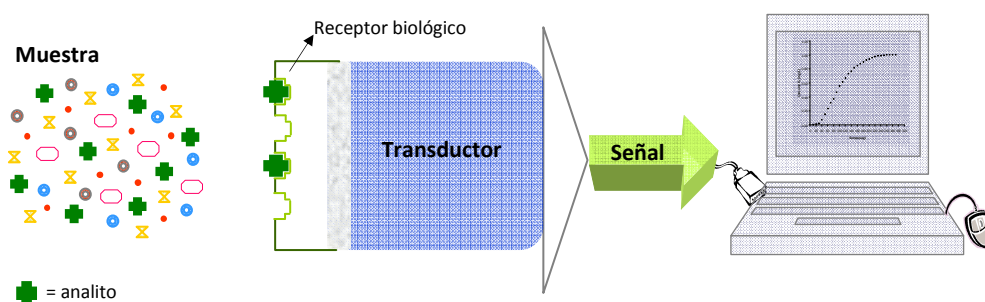 Receptor biológico
Muestra
Transductor
Señal
= analito